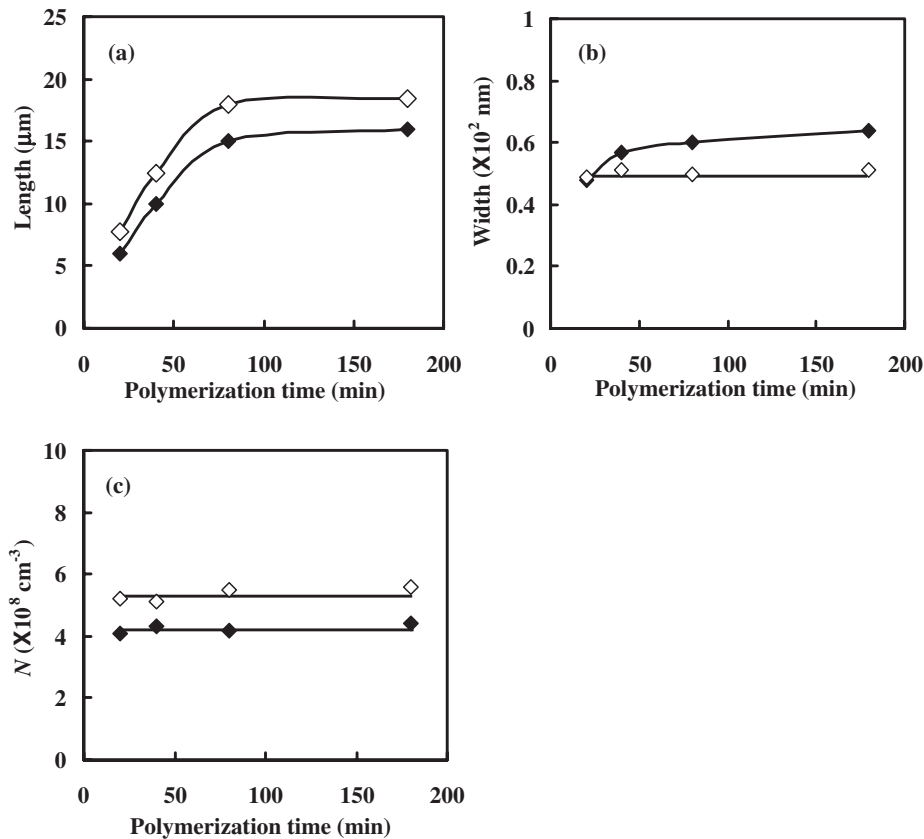 25
20
15
10
5
0
Length (μm)
(a)
0 50 100 150 200
Polymerization time (min)
1
0.8
0.6
0.4
0.2
0
Width (X10² nm)
(b)
0 50 100 150 200
Polymerization time (min)
10
8
6
4
2
0
N (X10⁸ cm⁻³)
(c)
0 50 100 150 200
Polymerization time (min)